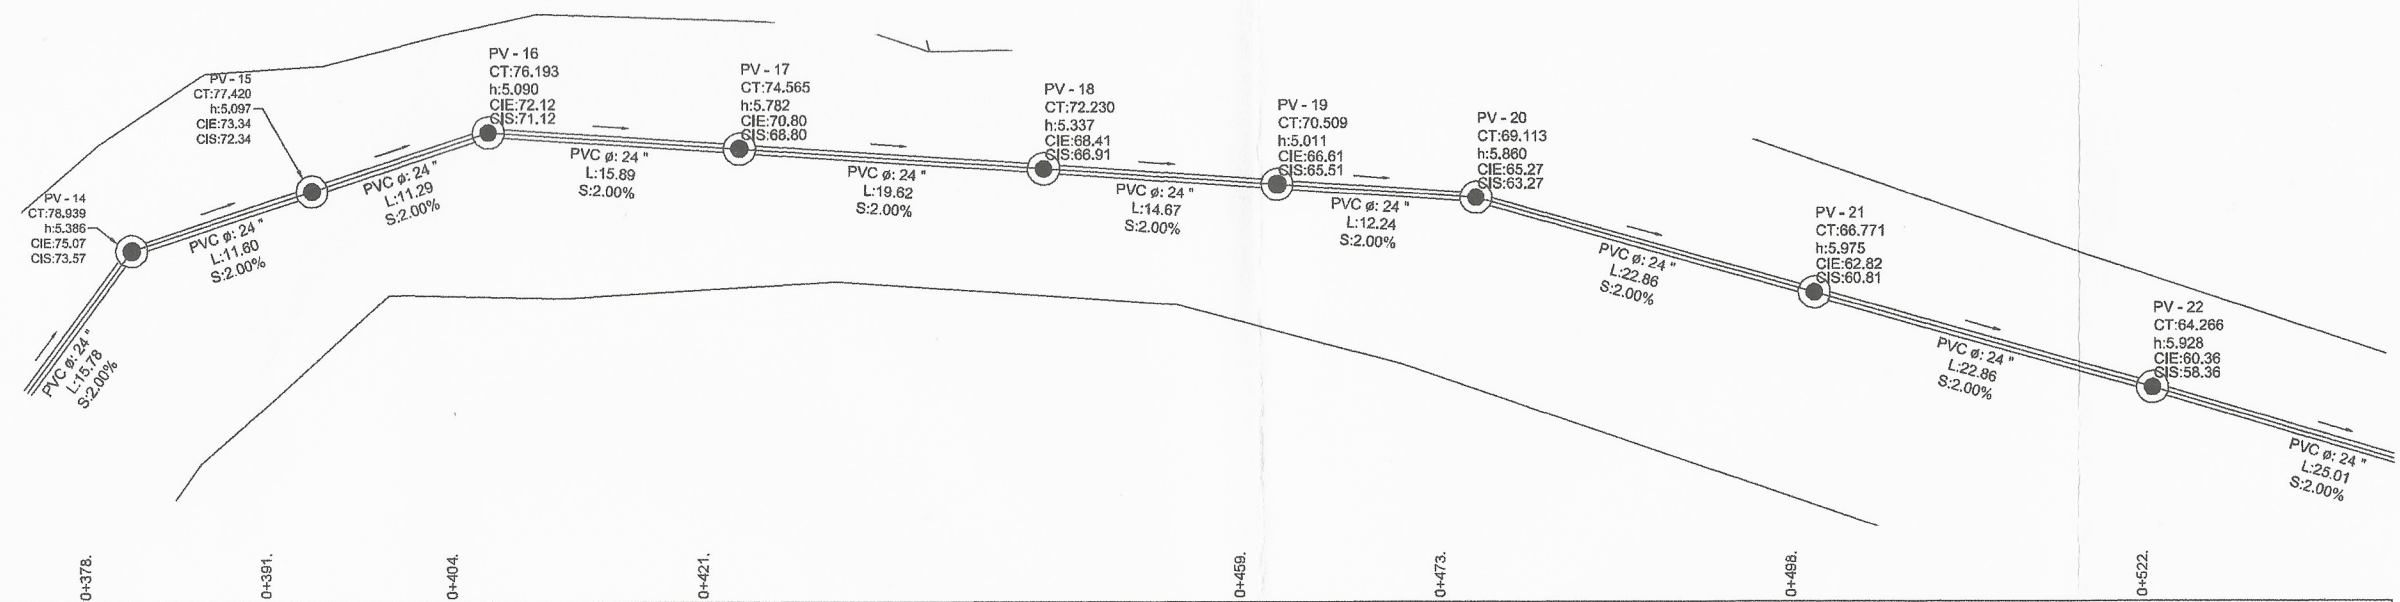 PV - 14
CT:78.939
h:5.386
CIE:75.07
CIS:73.57
PV - 15
CT:77.420
h:5.097
CIE:73.34
CIS:72.34
PV - 16
CT:76.193
h:5.090
CIE:72.12
CIS:71.12
PV - 17
CT:74.565
h:5.782
CIE:70.80
CIS:68.80
PV - 18
CT:72.230
h:5.337
CIE:68.41
CIS:66.91
PV - 19
CT:70.509
h:5.011
CIE:66.61
CIS:65.51
PV - 20
CT:69.113
h:5.860
CIE:65.27
CIS:63.27
PV - 21
CT:66.771
h:5.975
CIE:62.82
CIS:60.81
PV - 22
CT:64.266
h:5.928
CIE:60.36
CIS:58.36
PVC ø: 24 "
L:15.78
S:2.00%
PVC ø: 24 "
L:11.60
S:2.00%
PVC ø: 24 "
L:11.29
S:2.00%
PVC ø: 24 "
L:15.89
S:2.00%
PVC ø: 24 "
L:19.62
S:2.00%
PVC ø: 24 "
L:14.67
S:2.00%
PVC ø: 24 "
L:12.24
S:2.00%
PVC ø: 24 "
L:22.86
S:2.00%
PVC ø: 24 "
L:22.86
S:2.00%
PVC ø: 24 "
L:25.01
S:2.00%
0+378.
0+391.
0+404.
0+421.
0+459.
0+473.
0+498.
0+522.